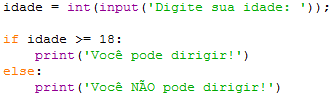 idade = int(input('Digite sua idade: '));
if idade >= 18:
    print('Você pode dirigir!')
else:
    print('Você NÃO pode dirigir!')